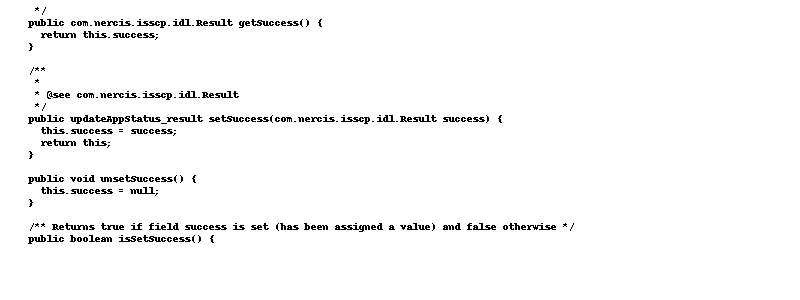 */
public com.nercis.isscp.idl.Result getSuccess() {
return this.success;
}
/**
*
* @see com.nercis.isscp.idl.Result
*/
public updateAppStatus_result setSuccess(com.nercis.isscp.idl.Result success) {
this.success = success;
return this;
}
public void unsetSuccess() {
this.success = null;
}
/** Returns true if field success is set (has been assigned a value) and false otherwise */
public boolean isSetSuccess() {